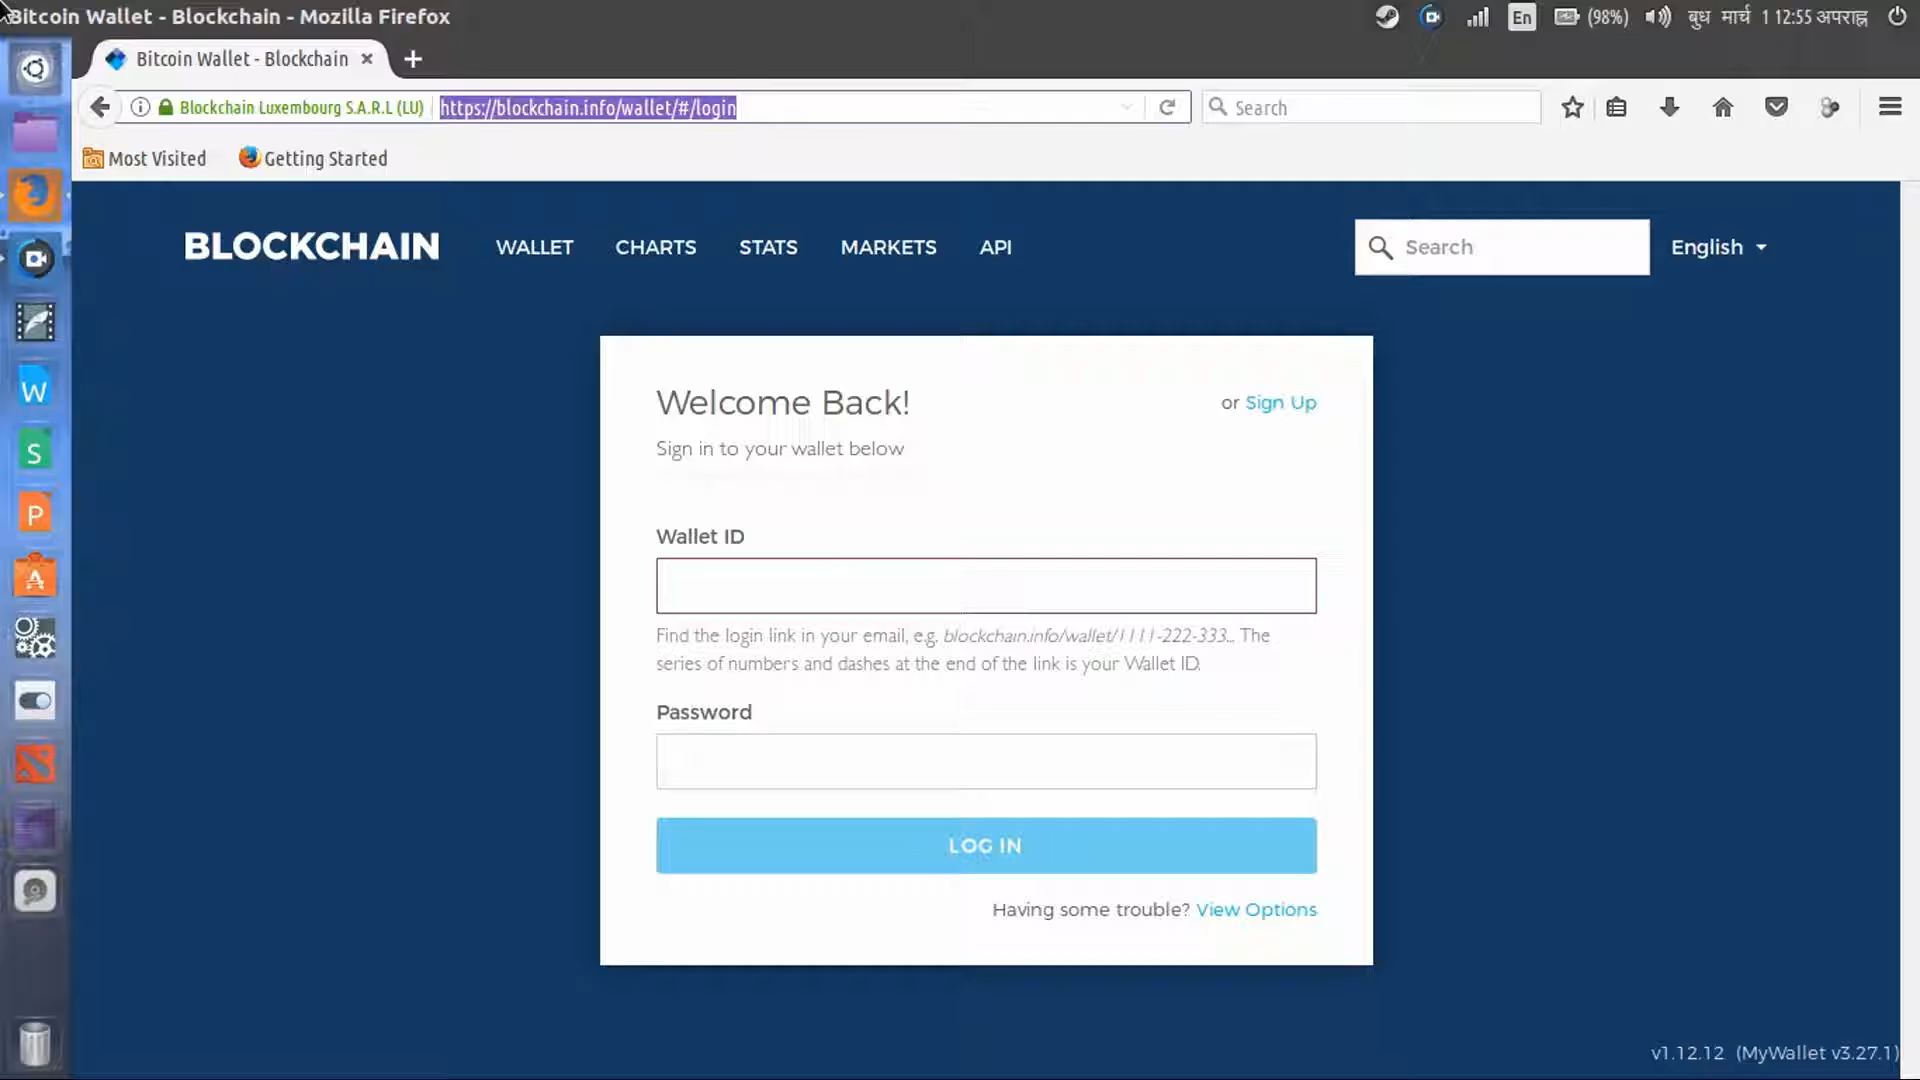 Bitcoin Wallet - Blockchain - Mozilla Firefox
En (98%) बुध मार्च 1 12:55 अपराह्न
Bitcoin Wallet - Blockchain
Blockchain Luxembourg S.A.R.L (LU) https://blockchain.info/wallet/#/login Search
Most Visited Getting Started
BLOCKCHAIN WALLET CHARTS STATS MARKETS API Search English
Welcome Back! or Sign Up
Sign in to your wallet below
Wallet ID
Find the login link in your email, e.g. blockchain.info/wallet/1111-222-333... The
series of numbers and dashes at the end of the link is your Wallet ID.
Password
LOG IN
Having some trouble? View Options
v1.12.12 (MyWallet v3.27.1)
W
S
P
A